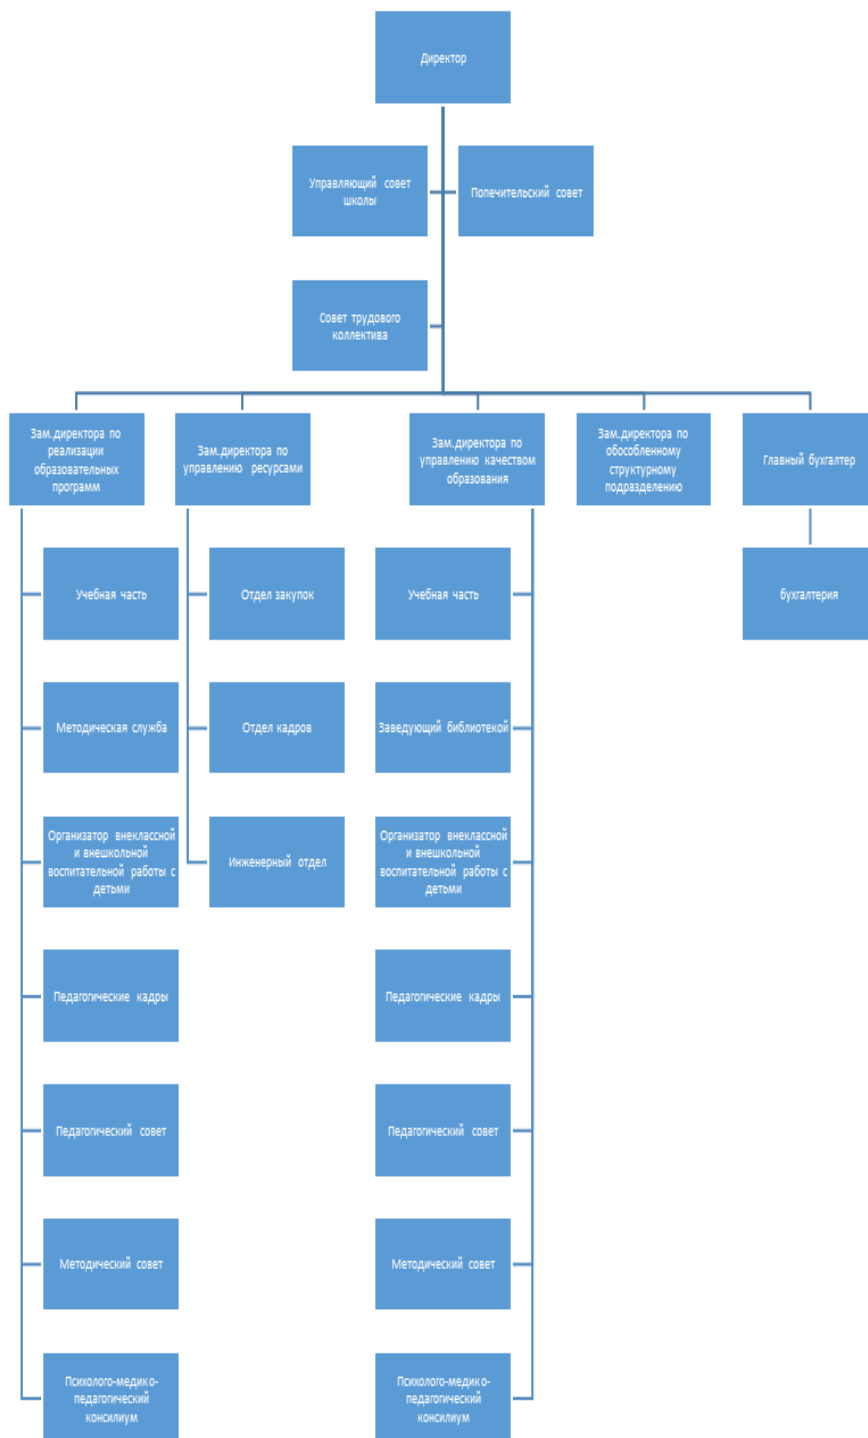 Директор
Управляющий совет
школы
Попечительский совет
Совет трудового
коллектива
Зам.директора по
реализации
образовательных
программ
Зам.директора по
управлению ресурсами
Зам.директора по
управлению качеством
образования
Зам.директора по
обособленному
структурному
подразделению
Главный бухгалтер
Учебная часть
Отдел закупок
Учебная часть
бухгалтерия
Методическая служба
Отдел кадров
Заведующий библиотекой
Организатор внеклассной
и внешкольной
воспитательной работы с
детьми
Инженерный отдел
Организатор внеклассной
и внешкольной
воспитательной работы с
детьми
Педагогические кадры
Педагогические кадры
Педагогический совет
Педагогический совет
Методический совет
Методический совет
Психолого-медико-
педагогический
консилиум
Психолого-медико-
педагогический
консилиум